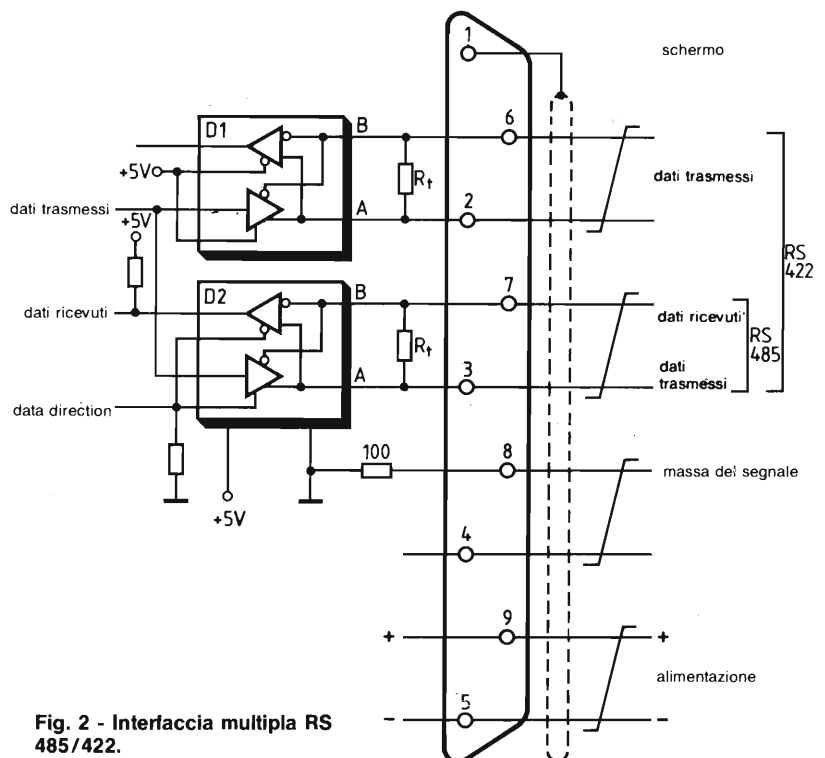 1
schermo
D1
B
6
+5V
Rt
dati trasmessi
dati trasmessi
A
2
+5V
RS
422
D2
B
7
dati ricevuti
dati ricevuti
RS
485
Rt
A
3
dati
trasmessi
data direction
100
8
massa del segnale
+5V
4
+
9
+
alimentazione
-
5
-
Fig. 2 - Interfaccia multipla RS
485/422.